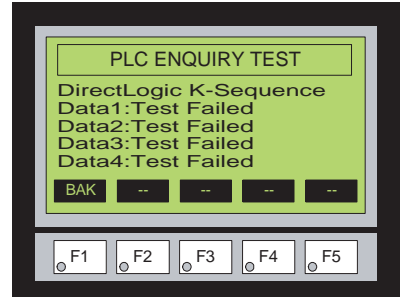 PLC ENQUIRY TEST
DirectLogic K-Sequence
Data1:Test Failed
Data2:Test Failed
Data3:Test Failed
Data4:Test Failed
BAK -- -- -- --
F1 F2 F3 F4 F5